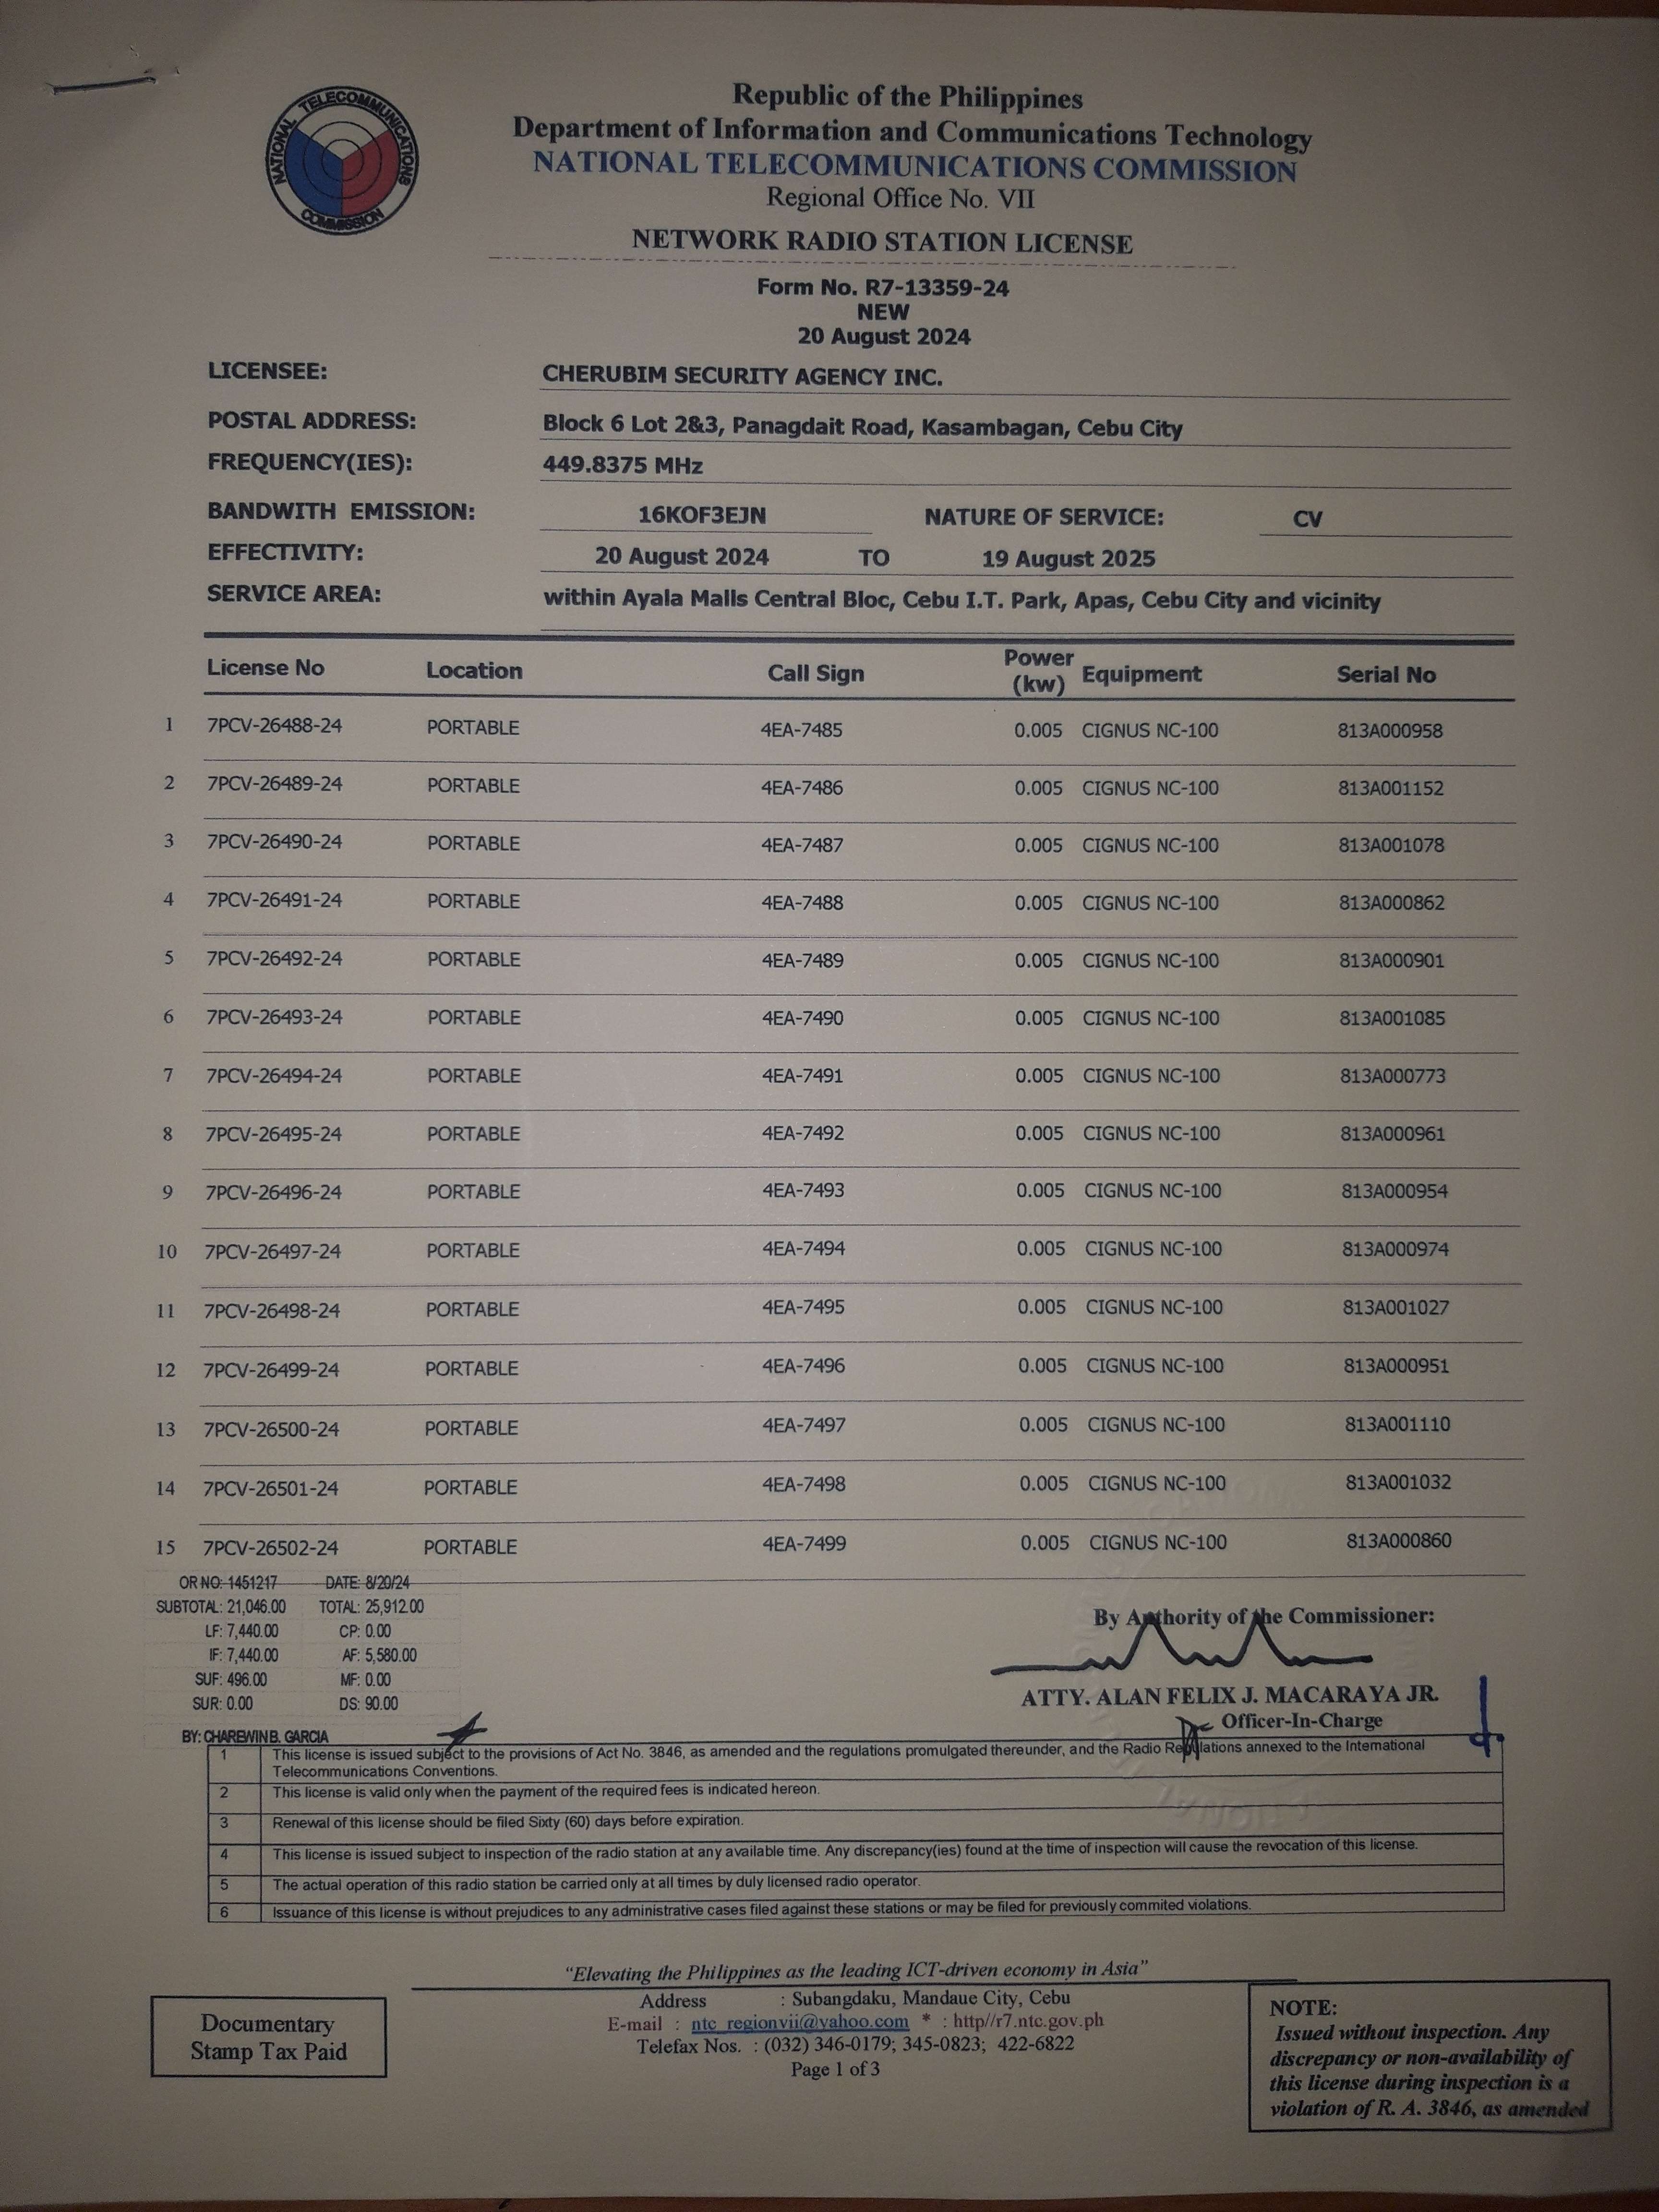 NATIONAL TELECOMMUNICATIONS COMMISSION
Republic of the Philippines
Department of Information and Communications Technology
NATIONAL TELECOMMUNICATIONS COMMISSION
Regional Office No. VII
NETWORK RADIO STATION LICENSE
Form No. R7-13359-24
NEW
20 August 2024
LICENSEE: CHERUBIM SECURITY AGENCY INC.
POSTAL ADDRESS: Block 6 Lot 2&3, Panagdait Road, Kasambagan, Cebu City
FREQUENCY(IES): 449.8375 MHz
BANDWITH EMISSION: 16KOF3EJN NATURE OF SERVICE: CV
EFFECTIVITY: 20 August 2024 TO 19 August 2025
SERVICE AREA: within Ayala Malls Central Bloc, Cebu I.T. Park, Apas, Cebu City and vicinity
License No Location Call Sign Power (kw) Equipment Serial No
1 7PCV-26488-24 PORTABLE 4EA-7485 0.005 CIGNUS NC-100 813A000958
2 7PCV-26489-24 PORTABLE 4EA-7486 0.005 CIGNUS NC-100 813A001152
3 7PCV-26490-24 PORTABLE 4EA-7487 0.005 CIGNUS NC-100 813A001078
4 7PCV-26491-24 PORTABLE 4EA-7488 0.005 CIGNUS NC-100 813A000862
5 7PCV-26492-24 PORTABLE 4EA-7489 0.005 CIGNUS NC-100 813A000901
6 7PCV-26493-24 PORTABLE 4EA-7490 0.005 CIGNUS NC-100 813A001085
7 7PCV-26494-24 PORTABLE 4EA-7491 0.005 CIGNUS NC-100 813A000773
8 7PCV-26495-24 PORTABLE 4EA-7492 0.005 CIGNUS NC-100 813A000961
9 7PCV-26496-24 PORTABLE 4EA-7493 0.005 CIGNUS NC-100 813A000954
10 7PCV-26497-24 PORTABLE 4EA-7494 0.005 CIGNUS NC-100 813A000974
11 7PCV-26498-24 PORTABLE 4EA-7495 0.005 CIGNUS NC-100 813A001027
12 7PCV-26499-24 PORTABLE 4EA-7496 0.005 CIGNUS NC-100 813A000951
13 7PCV-26500-24 PORTABLE 4EA-7497 0.005 CIGNUS NC-100 813A001110
14 7PCV-26501-24 PORTABLE 4EA-7498 0.005 CIGNUS NC-100 813A001032
15 7PCV-26502-24 PORTABLE 4EA-7499 0.005 CIGNUS NC-100 813A000860
OR NO: 1451217 DATE: 8/20/24
SUBTOTAL: 21,046.00 TOTAL: 25,912.00
LF: 7,440.00 CP: 0.00
IF: 7,440.00 AF: 5,580.00
SUF: 496.00 MF: 0.00
SUR: 0.00 DS: 90.00
BY: CHAREWIN B. GARCIA
By Authority of the Commissioner:
ATTY. ALAN FELIX J. MACARAYA JR.
Officer-In-Charge
1 This license is issued subject to the provisions of Act No. 3846, as amended and the regulations promulgated thereunder, and the Radio Regulations annexed to the International
Telecommunications Conventions.
2 This license is valid only when the payment of the required fees is indicated hereon.
3 Renewal of this license should be filed Sixty (60) days before expiration.
4 This license is issued subject to inspection of the radio station at any available time. Any discrepancy(ies) found at the time of inspection will cause the revocation of this license.
5 The actual operation of this radio station be carried only at all times by duly licensed radio operator.
6 Issuance of this license is without prejudices to any administrative cases filed against these stations or may be filed for previously commited violations.
“Elevating the Philippines as the leading ICT-driven economy in Asia”
Address : Subangdaku, Mandaue City, Cebu
E-mail : ntc_regionvii@yahoo.com * : http//r7.ntc.gov.ph
Telefax Nos. : (032) 346-0179; 345-0823; 422-6822
Page 1 of 3
Documentary
Stamp Tax Paid
NOTE:
Issued without inspection. Any
discrepancy or non-availability of
this license during inspection is a
violation of R. A. 3846, as amended